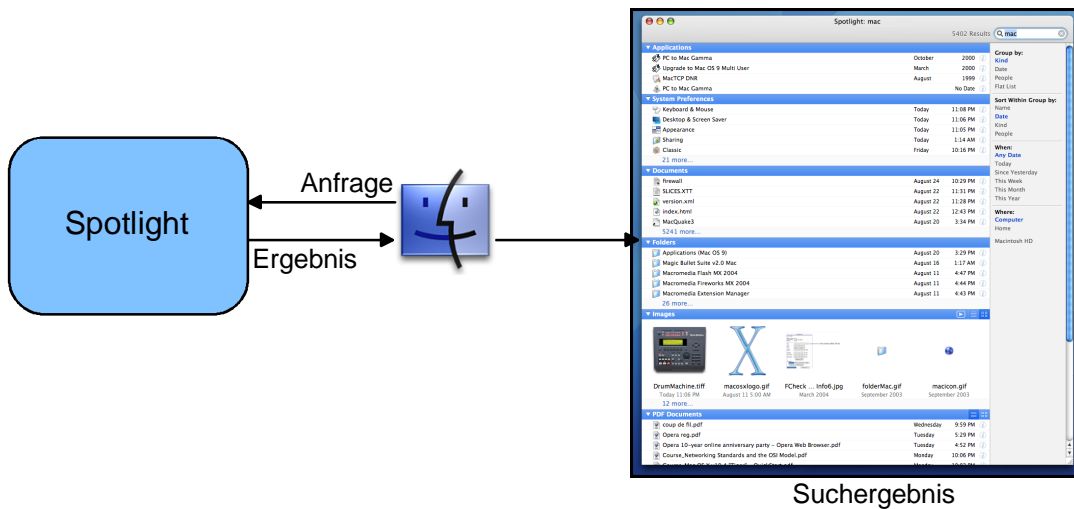 Spotlight
Anfrage
Ergebnis
Spotlight: mac
5402 Results mac
Applications
PC to Mac Gamma October 2000
Upgrade to Mac OS 9 Multi User March 2000
MacTCP DNR August 1999
PC to Mac Gamma No Date
System Preferences
Keyboard & Mouse Today 11:08 PM
Desktop & Screen Saver Today 11:06 PM
Appearance Today 11:05 PM
Sharing Today 1:14 AM
Classic Friday 10:16 PM
21 more...
Documents
firewall August 24 10:29 PM
SLICES.XTT August 22 11:31 PM
version.xml August 22 11:28 PM
index.html August 22 12:43 PM
MacQuake3 August 20 3:34 PM
5241 more...
Folders
Applications (Mac OS 9) August 20 3:29 PM
Magic Bullet Suite v2.0 Mac August 16 1:17 AM
Macromedia Flash MX 2004 August 11 4:47 PM
Macromedia Fireworks MX 2004 August 11 4:44 PM
Macromedia Extension Manager August 11 4:43 PM
26 more...
Images
DrumMachine.tiff macosxlogo.gif FCheck ... Info6.jpg folderMac.gif macicon.gif
Today 11:06 PM August 11 5:00 AM March 2004 September 2003 September 2003
12 more...
PDF Documents
coup de fil.pdf Wednesday 9:59 PM
Opera reg.pdf Tuesday 5:29 PM
Opera 10-year online anniversary party - Opera Web Browser.pdf Tuesday 4:52 PM
Course_Networking Standards and the OSI Model.pdf Monday 10:06 PM
Group by:
Kind
Date
People
Flat List
Sort Within Group by:
Name
Date
Kind
People
When:
Any Date
Today
Since Yesterday
This Week
This Month
This Year
Where:
Computer
Home
Macintosh HD
Suchergebnis